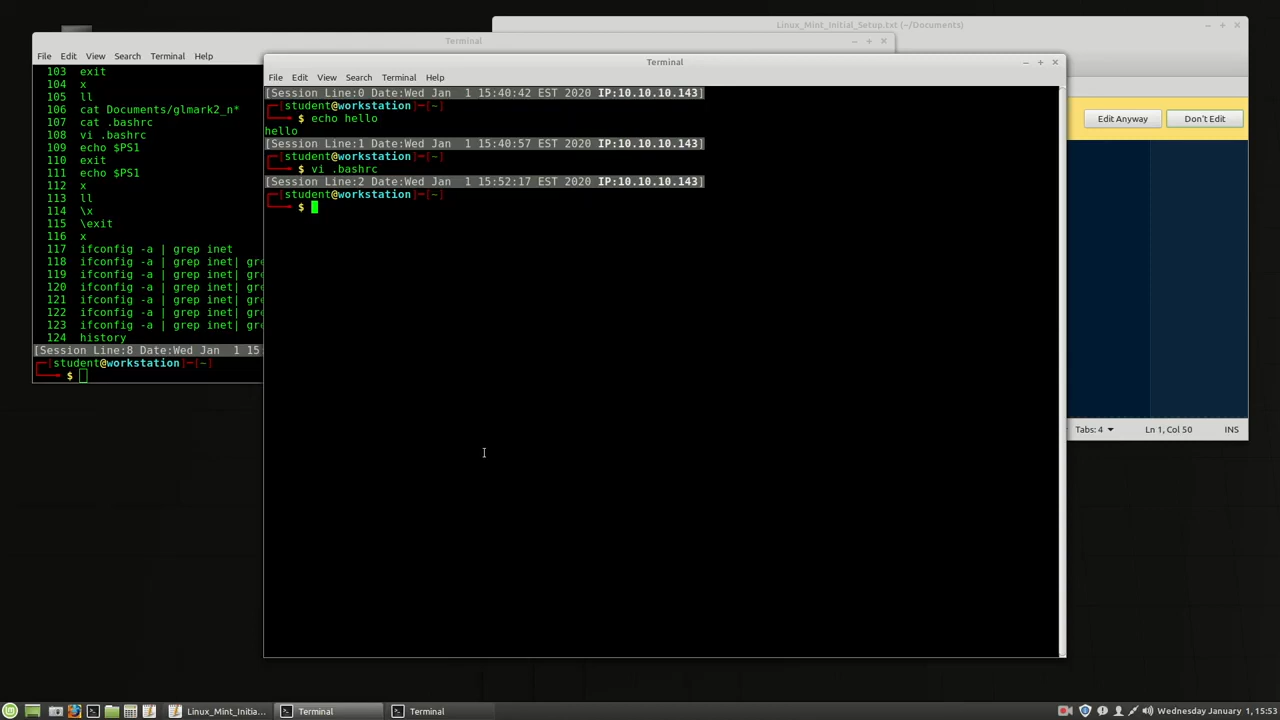 Linux_Mint_Initial_Setup.txt (~/Documents)
Terminal
File Edit View Search Terminal Help
103 exit
104 x
105 ll
106 cat Documents/glmark2_n*
107 cat .bashrc
108 vi .bashrc
109 echo $PS1
110 exit
111 echo $PS1
112 x
113 ll
114 \x
115 \exit
116 x
117 ifconfig -a | grep inet
118 ifconfig -a | grep inet| gre
119 ifconfig -a | grep inet| gre
120 ifconfig -a | grep inet| gre
121 ifconfig -a | grep inet| gre
122 ifconfig -a | grep inet| gre
123 ifconfig -a | grep inet| gre
124 history
[Session Line:8 Date:Wed Jan 1 15
[student@workstation]-[~]
$
Terminal
File Edit View Search Terminal Help
[Session Line:0 Date:Wed Jan 1 15:40:42 EST 2020 IP:10.10.10.143]
[student@workstation]-[~]
$ echo hello
hello
[Session Line:1 Date:Wed Jan 1 15:40:57 EST 2020 IP:10.10.10.143]
[student@workstation]-[~]
$ vi .bashrc
[Session Line:2 Date:Wed Jan 1 15:52:17 EST 2020 IP:10.10.10.143]
[student@workstation]-[~]
$
Edit Anyway Don't Edit
Tabs: 4 Ln 1, Col 50 INS
Linux_Mint_Initia... Terminal Terminal Wednesday January 1, 15:53